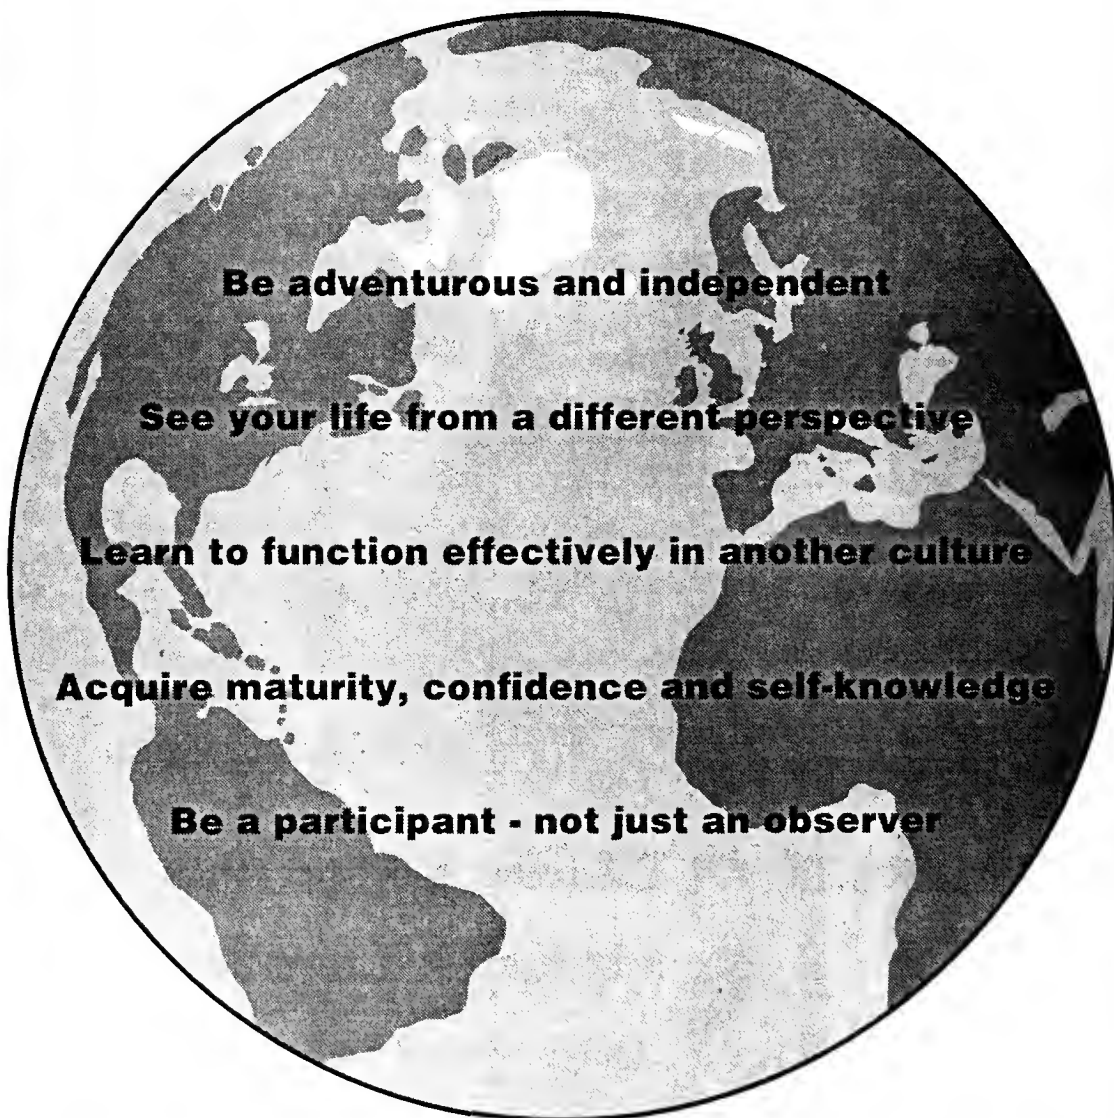 Be adventurous and independent
See your life from a different perspective
Learn to function effectively in another culture
Acquire maturity, confidence and self-knowledge
Be a participant - not just an observer